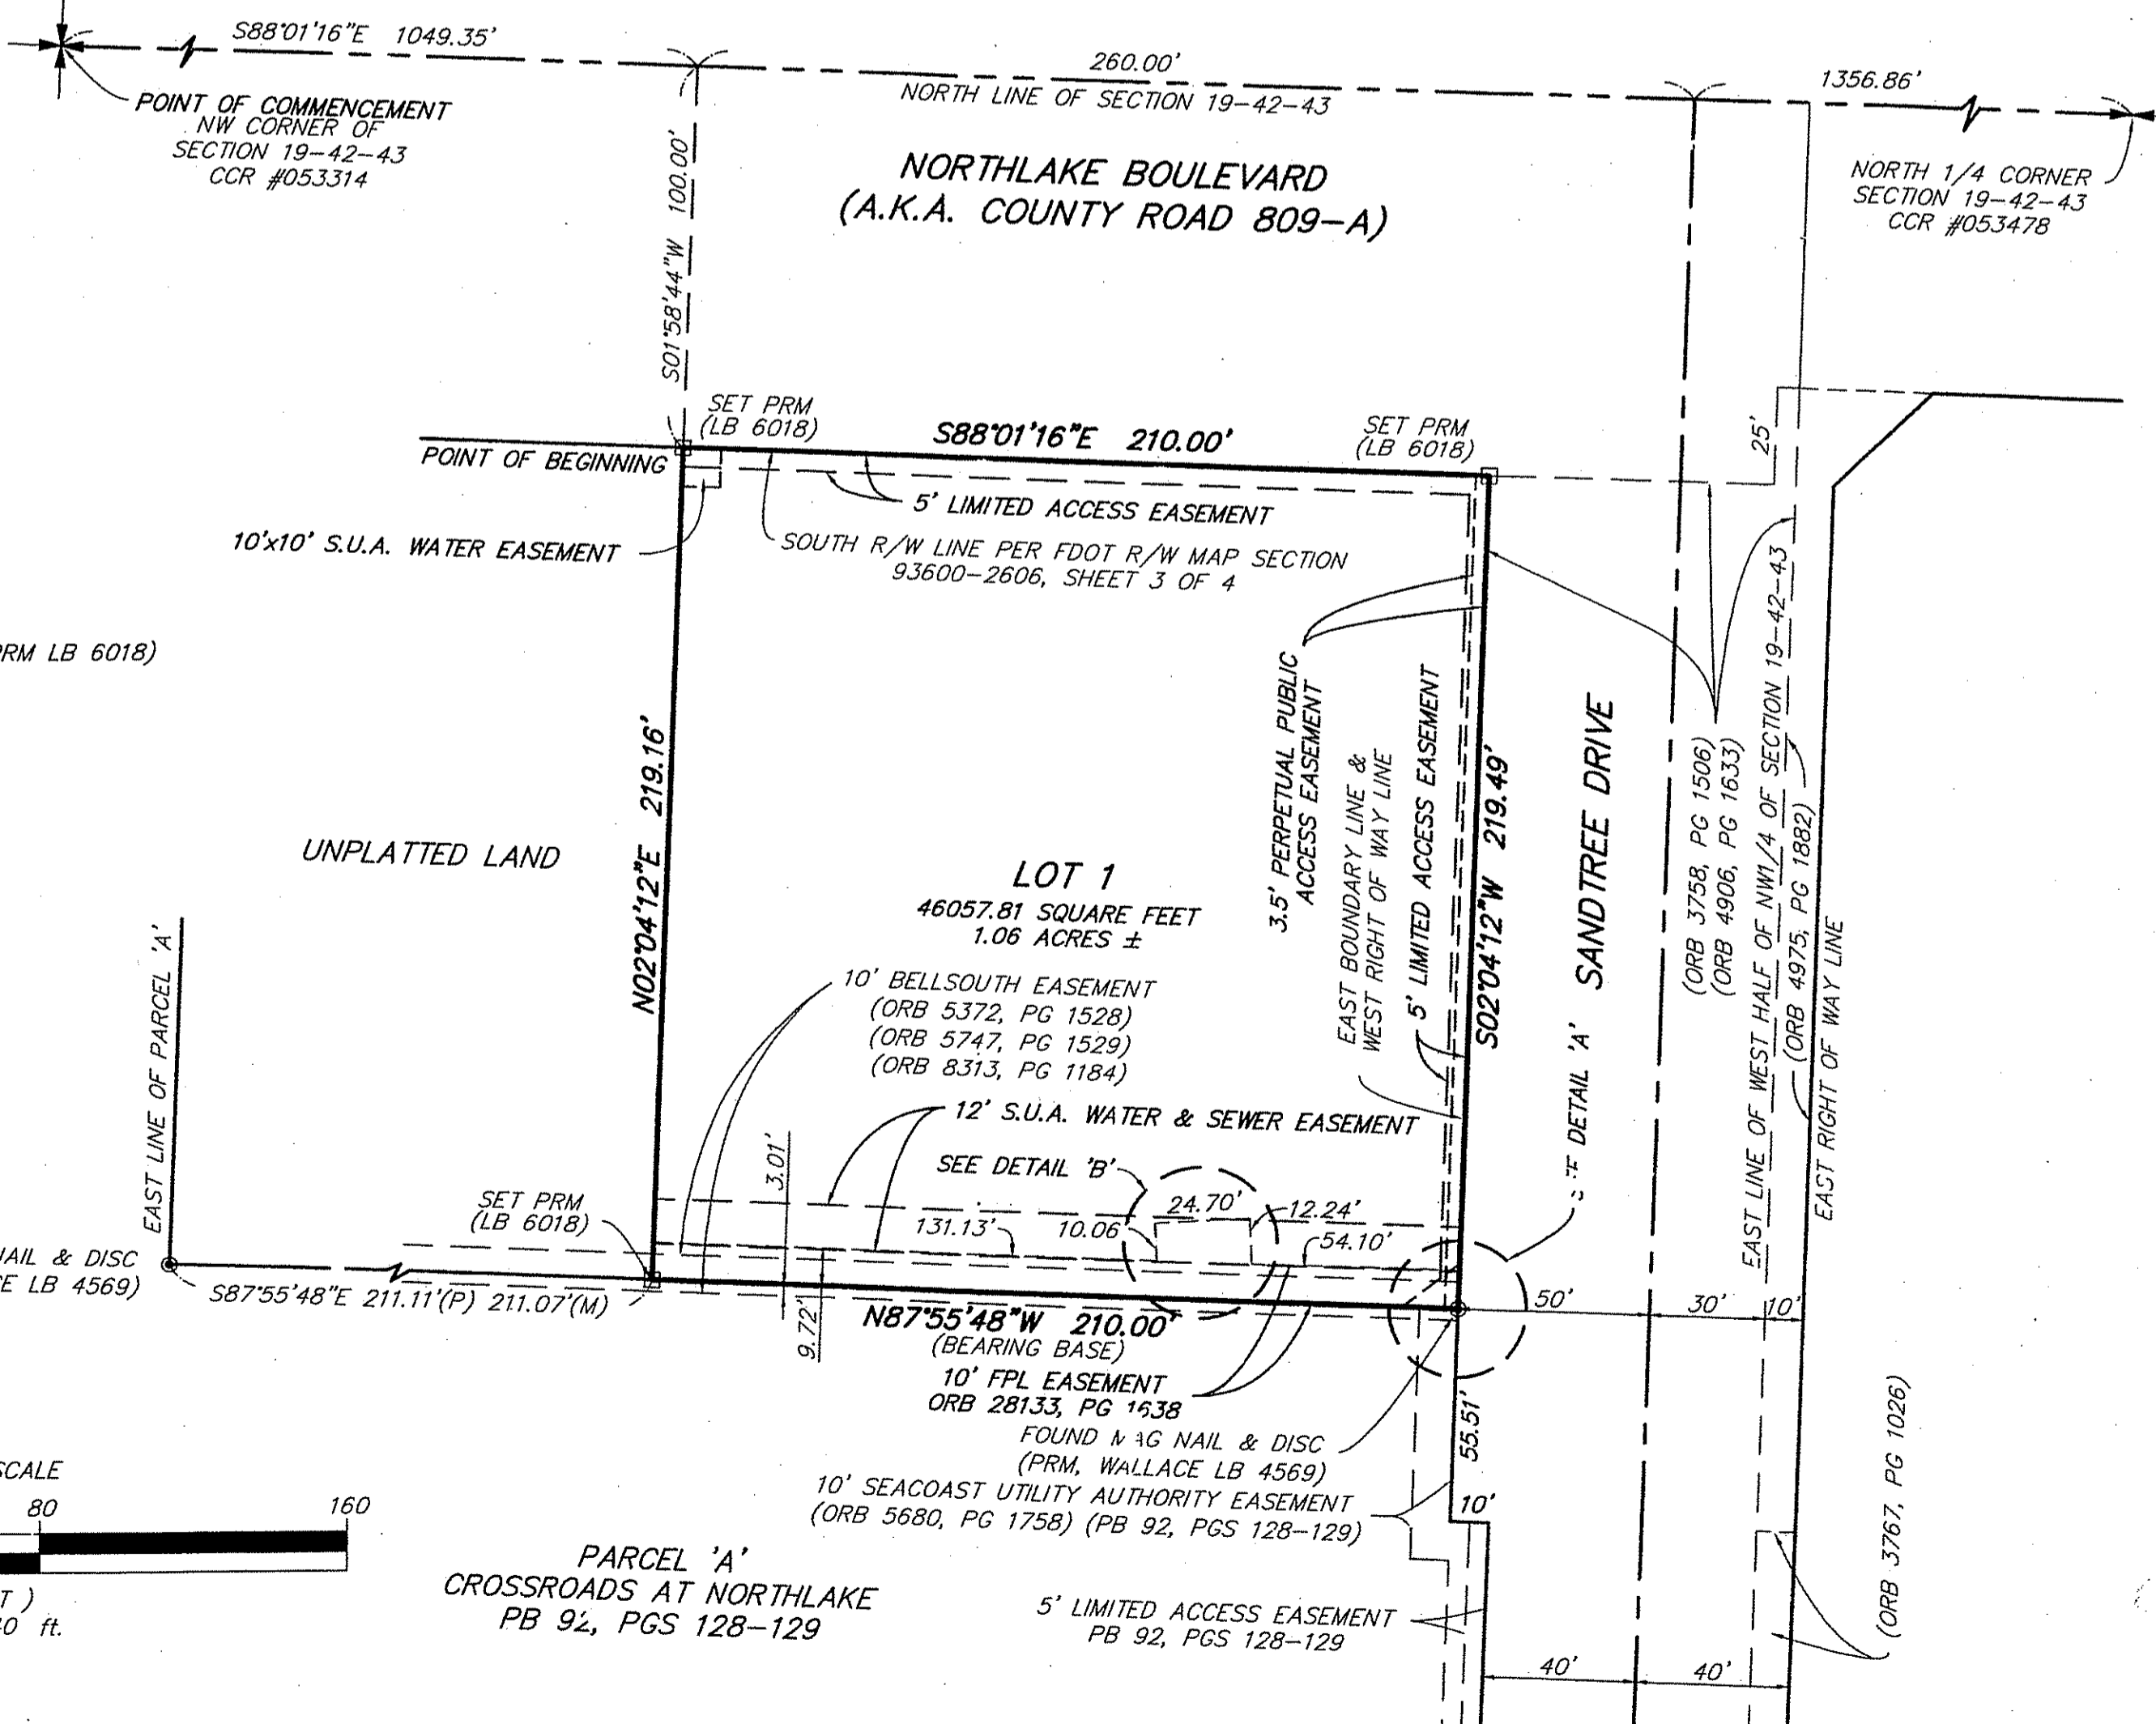 S88°01'16"E 1049.35'
260.00'
NORTH LINE OF SECTION 19-42-43
1356.86'
POINT OF COMMENCEMENT
NW CORNER OF
SECTION 19-42-43
CCR #053314
S01°58'44"W 100.00'
NORTHLAKE BOULEVARD
(A.K.A. COUNTY ROAD 809-A)
NORTH 1/4 CORNER
SECTION 19-42-43
CCR #053478
SET PRM
(LB 6018)
S88°01'16"E 210.00'
SET PRM
(LB 6018)
25'
POINT OF BEGINNING
5' LIMITED ACCESS EASEMENT
10'x10' S.U.A. WATER EASEMENT
SOUTH R/W LINE PER FDOT R/W MAP SECTION
93600-2606, SHEET 3 OF 4
PRM LB 6018)
N02°04'12"E 219.16'
UNPLATTED LAND
EAST LINE OF PARCEL 'A'
LOT 1
46057.81 SQUARE FEET
1.06 ACRES ±
3.5' PERPETUAL PUBLIC
ACCESS EASEMENT
EAST BOUNDARY LINE &
WEST RIGHT OF WAY LINE
5' LIMITED ACCESS EASEMENT
S02°04'12"W 219.49'
DETAIL 'A'
SANDTREE DRIVE
(ORB 3758, PG 1506)
(ORB 4906, PG 1633)
EAST LINE OF WEST HALF OF NW1/4 OF SECTION 19-42-43
(ORB 4975, PG 1882)
EAST RIGHT OF WAY LINE
10' BELLSOUTH EASEMENT
(ORB 5372, PG 1528)
(ORB 5747, PG 1529)
(ORB 8313, PG 1184)
12' S.U.A. WATER & SEWER EASEMENT
3.01'
SEE DETAIL 'B'
24.70'
12.24'
131.13'
10.06
54.10'
SET PRM
(LB 6018)
NAIL & DISC
E LB 4569)
S87°55'48"E 211.11'(P) 211.07'(M)
9.72'
N87°55'48"W 210.00'
(BEARING BASE)
50'
30'
10'
10' FPL EASEMENT
ORB 28133, PG 1638
FOUND MAG NAIL & DISC
(PRM, WALLACE LB 4569)
55.51'
10' SEACOAST UTILITY AUTHORITY EASEMENT
(ORB 5680, PG 1758) (PB 92, PGS 128-129)
10'
(ORB 3767, PG 1026)
SCALE
80
160
T )
0 ft.
PARCEL 'A'
CROSSROADS AT NORTHLAKE
PB 92, PGS 128-129
5' LIMITED ACCESS EASEMENT
PB 92, PGS 128-129
40'
40'